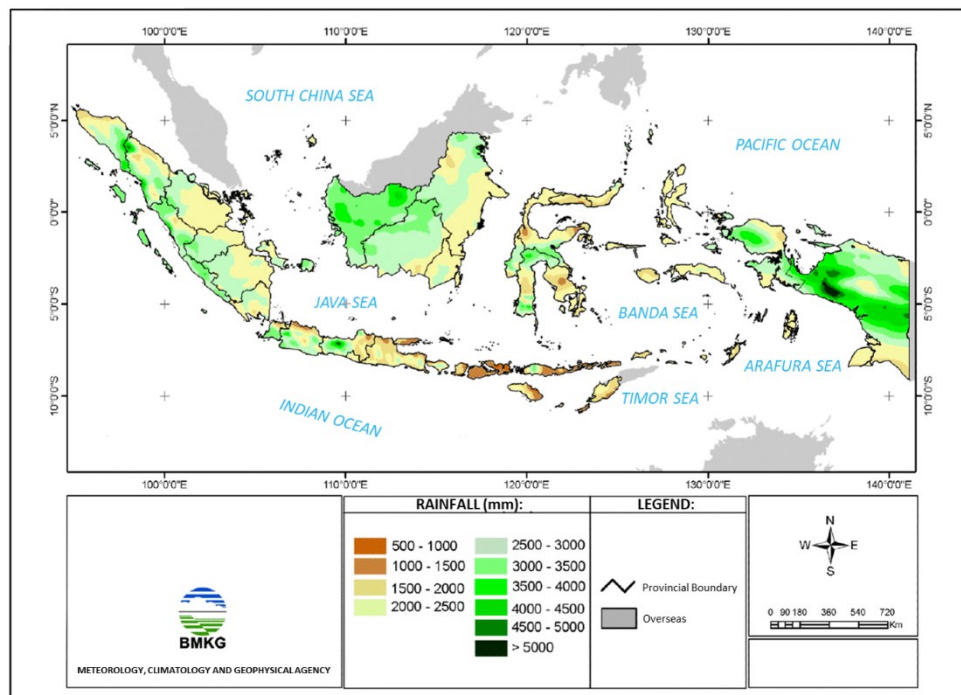 100°0'0"E 110°0'0"E 120°0'0"E 130°0'0"E 140°0'0"E
SOUTH CHINA SEA
PACIFIC OCEAN
5°0'0"N 5°0'0"N
0°0'0" 0°0'0"
JAVA SEA
BANDA SEA
5°0'0"S 5°0'0"S
ARAFURA SEA
TIMOR SEA
INDIAN OCEAN
10°0'0"S 10°0'0"S
100°0'0"E 110°0'0"E 120°0'0"E 130°0'0"E 140°0'0"E
BMKG
METEOROLOGY, CLIMATOLOGY AND GEOPHYSICAL AGENCY
RAINFALL (mm):
500 - 1000
1000 - 1500
1500 - 2000
2000 - 2500
2500 - 3000
3000 - 3500
3500 - 4000
4000 - 4500
4500 - 5000
> 5000
LEGEND:
Provincial Boundary
Overseas
N
W E
S
0 90 180 360 540 720
Km